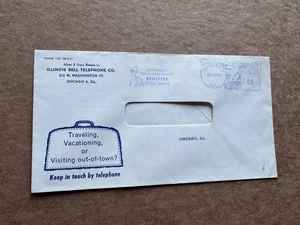 After 5 Days Return to
ILLINOIS BELL TELEPHONE CO.
212 W. WASHINGTON ST.
CHICAGO 6, ILL.
REGISTER
CHICAGO, ILL.
Traveling,
Vacationing,
or
Visiting out-of-town?
Keep in touch by telephone